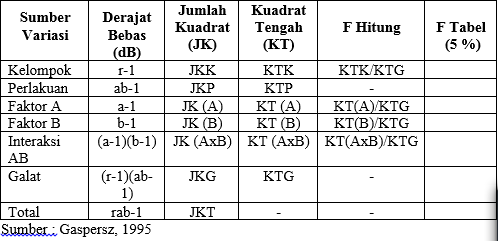 Sumber Variasi | Derajat Bebas (dB) | Jumlah Kuadrat (JK) | Kuadrat Tengah (KT) | F Hitung | F Tabel (5 %)
Kelompok | r-1 | JKK | KTK | KTK/KTG |
Perlakuan | ab-1 | JKP | KTP | - |
Faktor A | a-1 | JK (A) | KT (A) | KT(A)/KTG |
Faktor B | b-1 | JK (B) | KT (B) | KT(B)/KTG |
Interaksi AB | (a-1)(b-1) | JK (AxB) | KT (AxB) | KT(AxB)/KTG |
Galat | (r-1)(ab-1) | JKG | KTG | - |
Total | rab-1 | JKT | - | - |
Sumber : Gaspersz, 1995